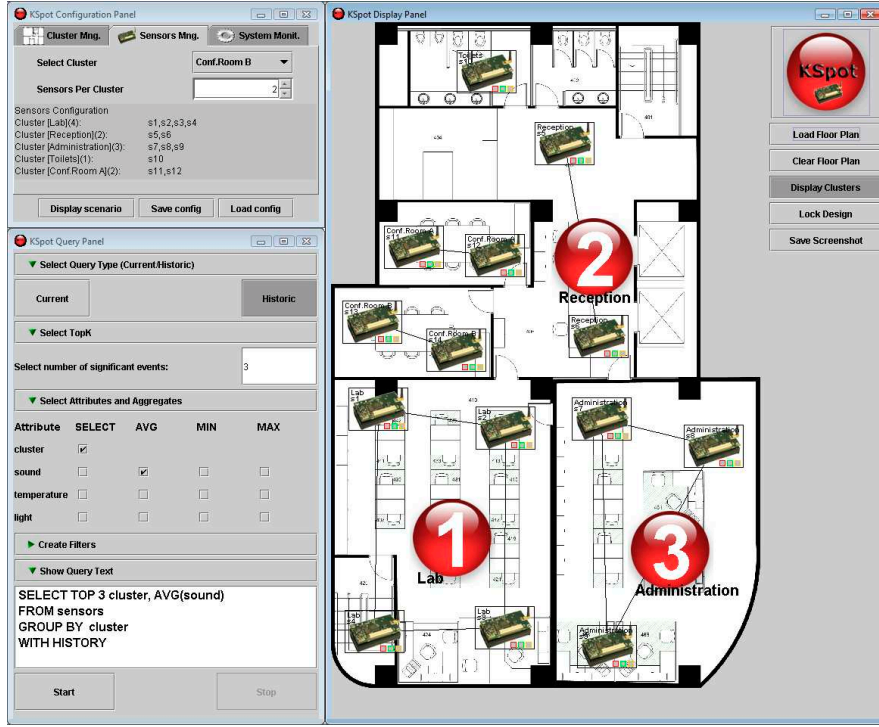 KSpot Configuration Panel
Cluster Mng.
Sensors Mng.
System Monit.
Select Cluster
Conf.Room B
Sensors Per Cluster
2
Sensors Configuration
Cluster [Lab](4): s1,s2,s3,s4
Cluster [Reception](2): s5,s6
Cluster [Administration](3): s7,s8,s9
Cluster [Toilets](1): s10
Cluster [Conf.Room A](2): s11,s12
Display scenario
Save config
Load config
KSpot Query Panel
Select Query Type (Current/Historic)
Current
Historic
Select TopK
Select number of significant events:
3
Select Attributes and Aggregates
Attribute SELECT AVG MIN MAX
cluster
sound
temperature
light
Create Filters
Show Query Text
SELECT TOP 3 cluster, AVG(sound)
FROM sensors
GROUP BY cluster
WITH HISTORY
Start
Stop
KSpot Display Panel
Toilets
Reception
s5
Conf.Room A
s11
Conf.Room A
s12
2
Reception
Conf.Room B
s13
Conf.Room B
s14
Reception
s6
Lab
s1
Lab
s2
Administration
s7
Administration
s8
1
Lab
3
Administration
Lab
s4
Lab
s3
Administration
KSpot
Load Floor Plan
Clear Floor Plan
Display Clusters
Lock Design
Save Screenshot